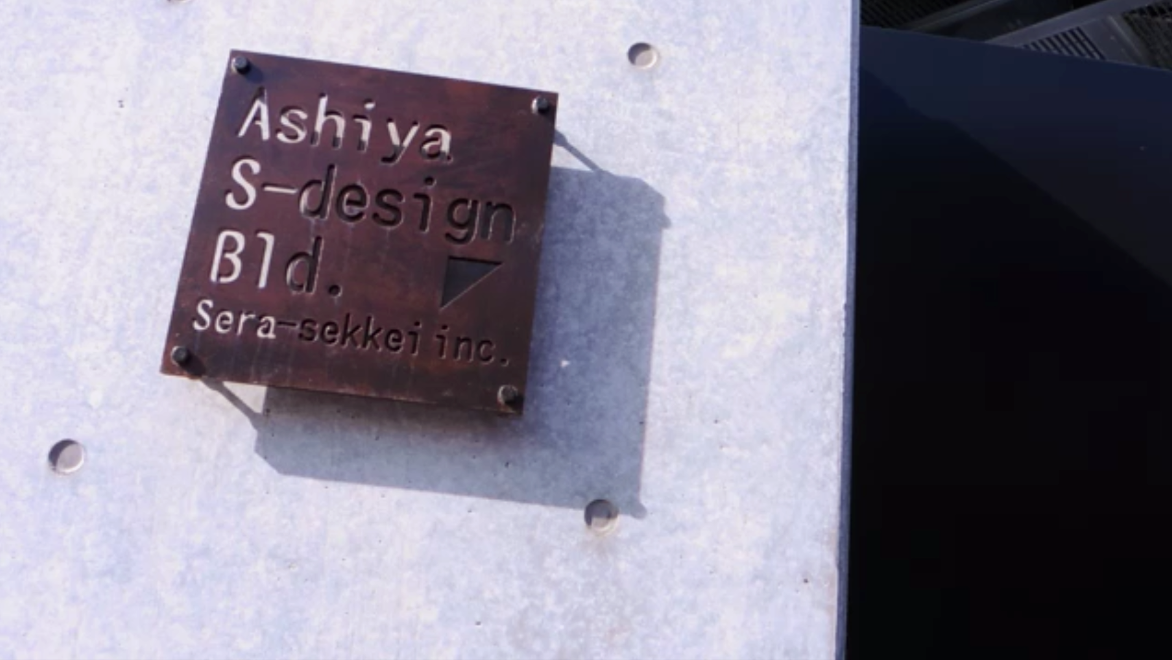 Ashiya
S-design
Bld.
Sera-sekkei inc.